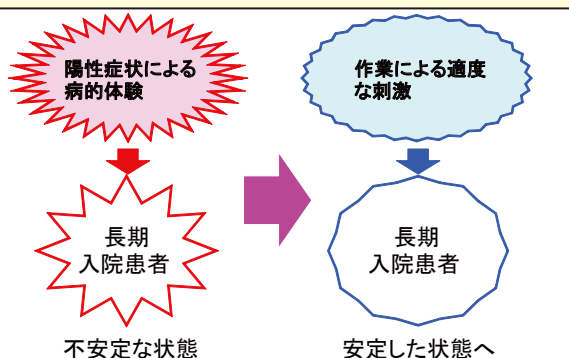 陽性症状による
病的体験
作業による適度
な刺激
長期
入院患者
長期
入院患者
不安定な状態
安定した状態へ